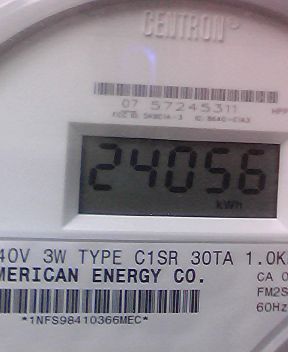 CENTRON
07 57245311
24056
kWh
40V 3W TYPE C1SR 30TA 1.0K
MERICAN ENERGY CO.
CA 0
FM2S
60Hz
*1NFS98410366MEC*